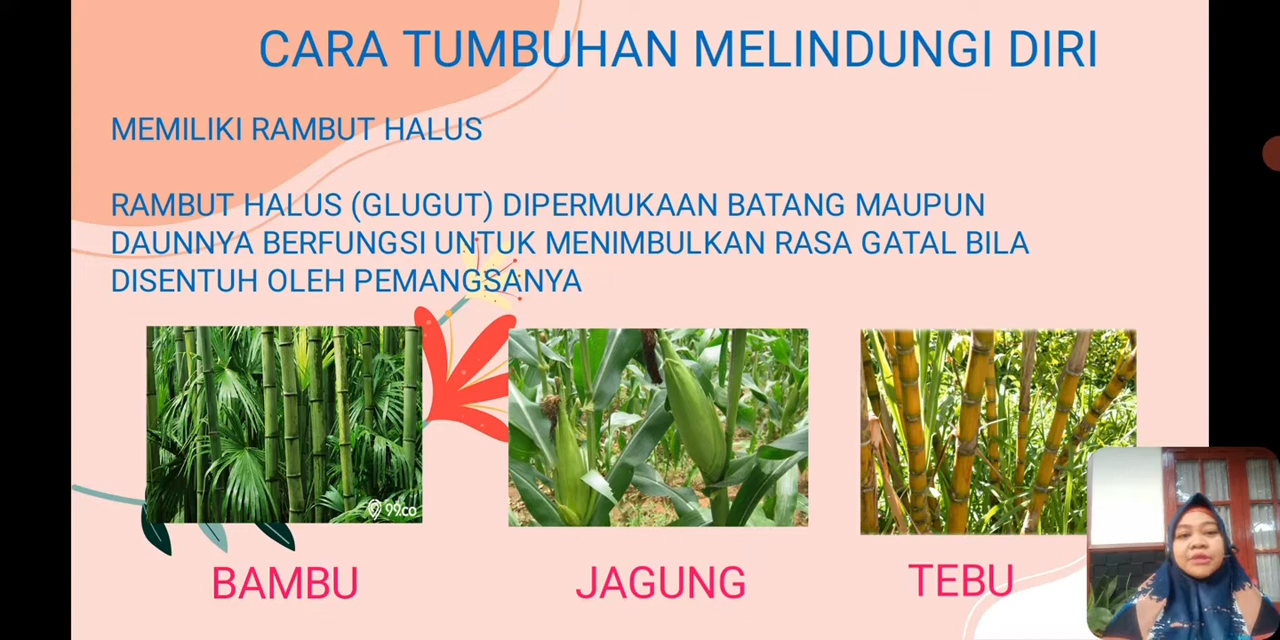 CARA TUMBUHAN MELINDUNGI DIRI
MEMILIKI RAMBUT HALUS
RAMBUT HALUS (GLUGUT) DIPERMUKAAN BATANG MAUPUN
DAUNNYA BERFUNGSI UNTUK MENIMBULKAN RASA GATAL BILA
DISENTUH OLEH PEMANGSANYA
99.co
BAMBU
JAGUNG
TEBU